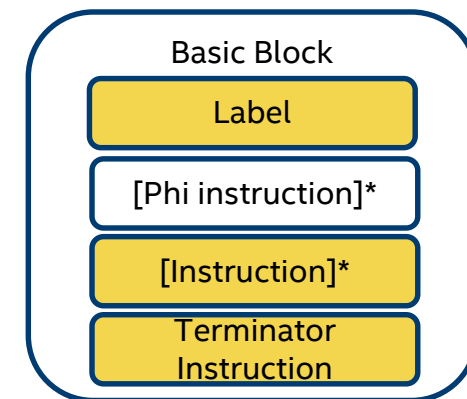 Basic Block
Label
[Phi instruction]*
[Instruction]*
Terminator
Instruction